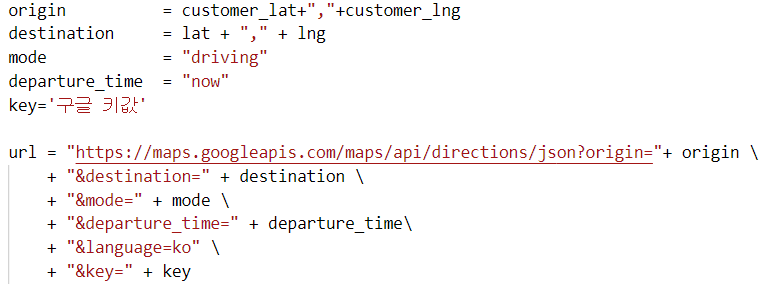 origin          = customer_lat+","+customer_lng
destination     = lat + "," + lng
mode            = "driving"
departure_time  = "now"
key='구글 키값'
url = "https://maps.googleapis.com/maps/api/directions/json?origin="+ origin \
    + "&destination=" + destination \
    + "&mode=" + mode \
    + "&departure_time=" + departure_time\
    + "&language=ko" \
    + "&key=" + key